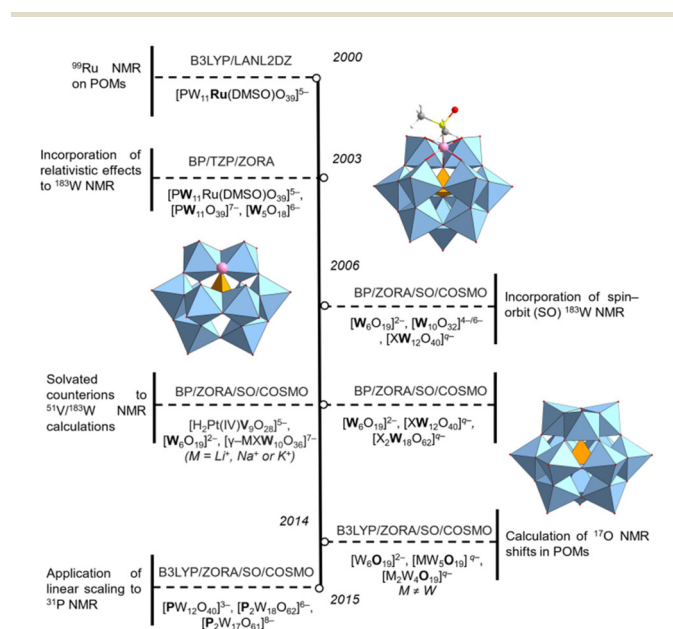 2000
⁹⁹Ru NMR
on POMs
B3LYP/LANL2DZ
[PW₁₁Ru(DMSO)O₃₉]⁵⁻
2003
Incorporation of
relativistic effects
to ¹⁸³W NMR
BP/TZP/ZORA
[PW₁₁Ru(DMSO)O₃₉]⁵⁻,
[PW₁₁O₃₉]⁷⁻, [W₅O₁₈]⁶⁻
2006
BP/ZORA/SO/COSMO
[W₆O₁₉]²⁻, [W₁₀O₃₂]⁴⁻/⁶⁻
, [XW₁₂O₄₀]q⁻
Incorporation of spin–
orbit (SO) ¹⁸³W NMR
Solvated
counterions to
⁵¹V/¹⁸³W NMR
calculations
BP/ZORA/SO/COSMO
[H₂Pt(IV)V₉O₂₈]⁵⁻,
[W₆O₁₉]²⁻, [γ–MXW₁₀O₃₆]⁷⁻
(M = Li⁺, Na⁺ or K⁺)
BP/ZORA/SO/COSMO
[W₆O₁₉]²⁻, [XW₁₂O₄₀]q⁻
[X₂W₁₈O₆₂]q⁻
2014
B3LYP/ZORA/SO/COSMO
[W₆O₁₉]²⁻, [MW₅O₁₉] q⁻,
[M₂W₄O₁₉]q⁻
M ≠ W
Calculation of ¹⁷O NMR
shifts in POMs
Application of
linear scaling to
³¹P NMR
B3LYP/ZORA/SO/COSMO
[PW₁₂O₄₀]³⁻, [P₂W₁₈O₆₂]⁶⁻,
[P₂W₁₇O₆₁]⁸⁻
2015